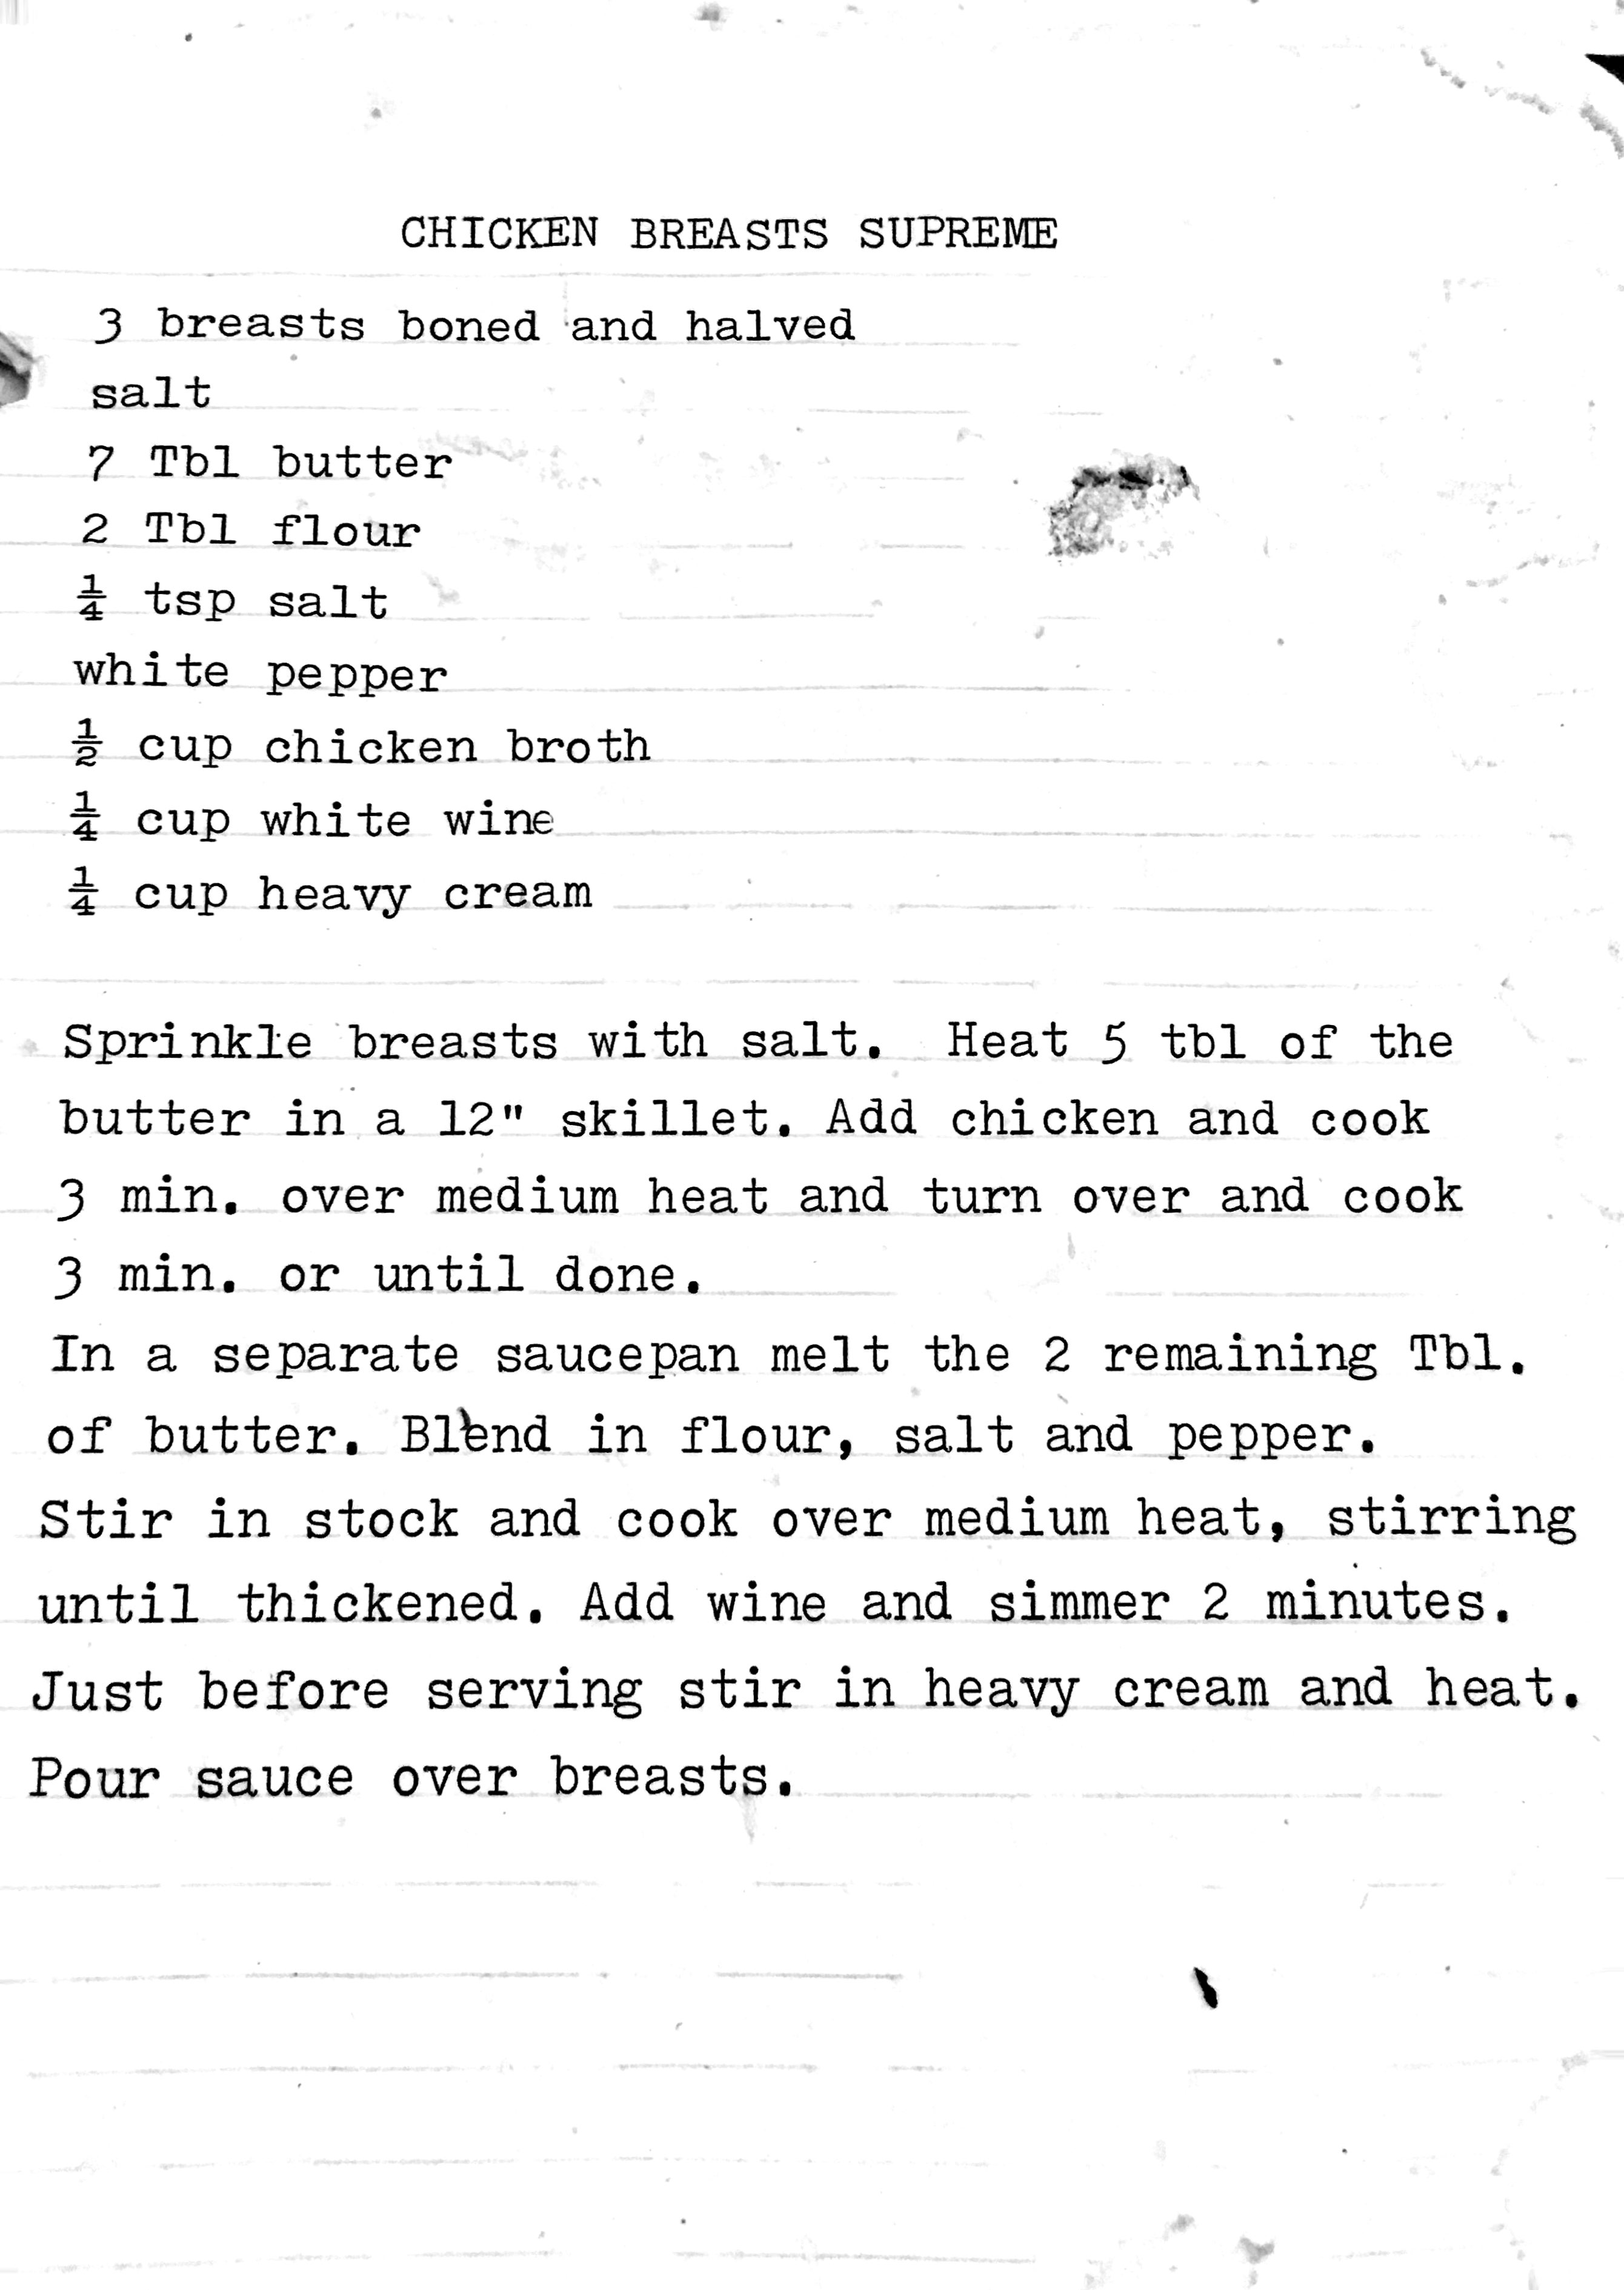 CHICKEN BREASTS SUPREME
3 breasts boned and halved
salt
7 Tbl butter
2 Tbl flour
¼ tsp salt
white pepper
½ cup chicken broth
¼ cup white wine
¼ cup heavy cream
Sprinkle breasts with salt. Heat 5 tbl of the
butter in a 12" skillet. Add chicken and cook
3 min. over medium heat and turn over and cook
3 min. or until done.
In a separate saucepan melt the 2 remaining Tbl.
of butter. Blend in flour, salt and pepper.
Stir in stock and cook over medium heat, stirring
until thickened. Add wine and simmer 2 minutes.
Just before serving stir in heavy cream and heat.
Pour sauce over breasts.